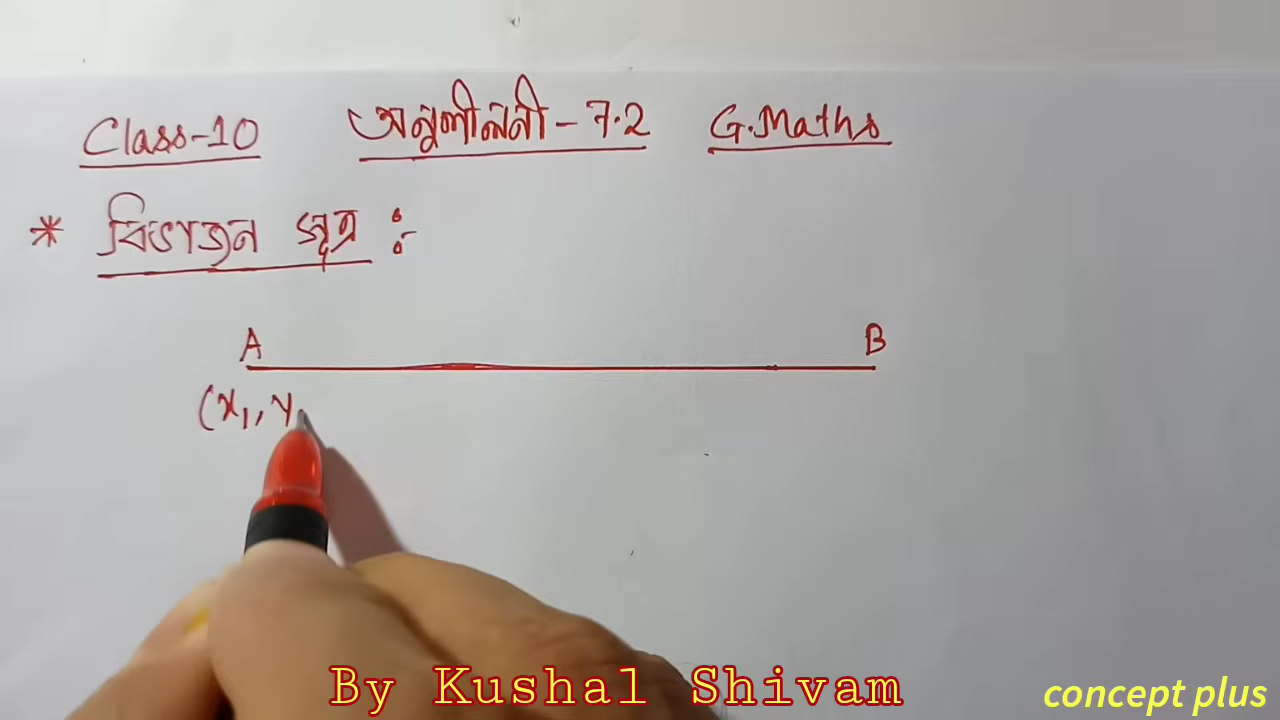 Class-10 অনুশীলনী - 7.2 G.Maths
* বিভাজন সূত্ৰ :-
A B
(x₁, y
By Kushal Shivam
concept plus